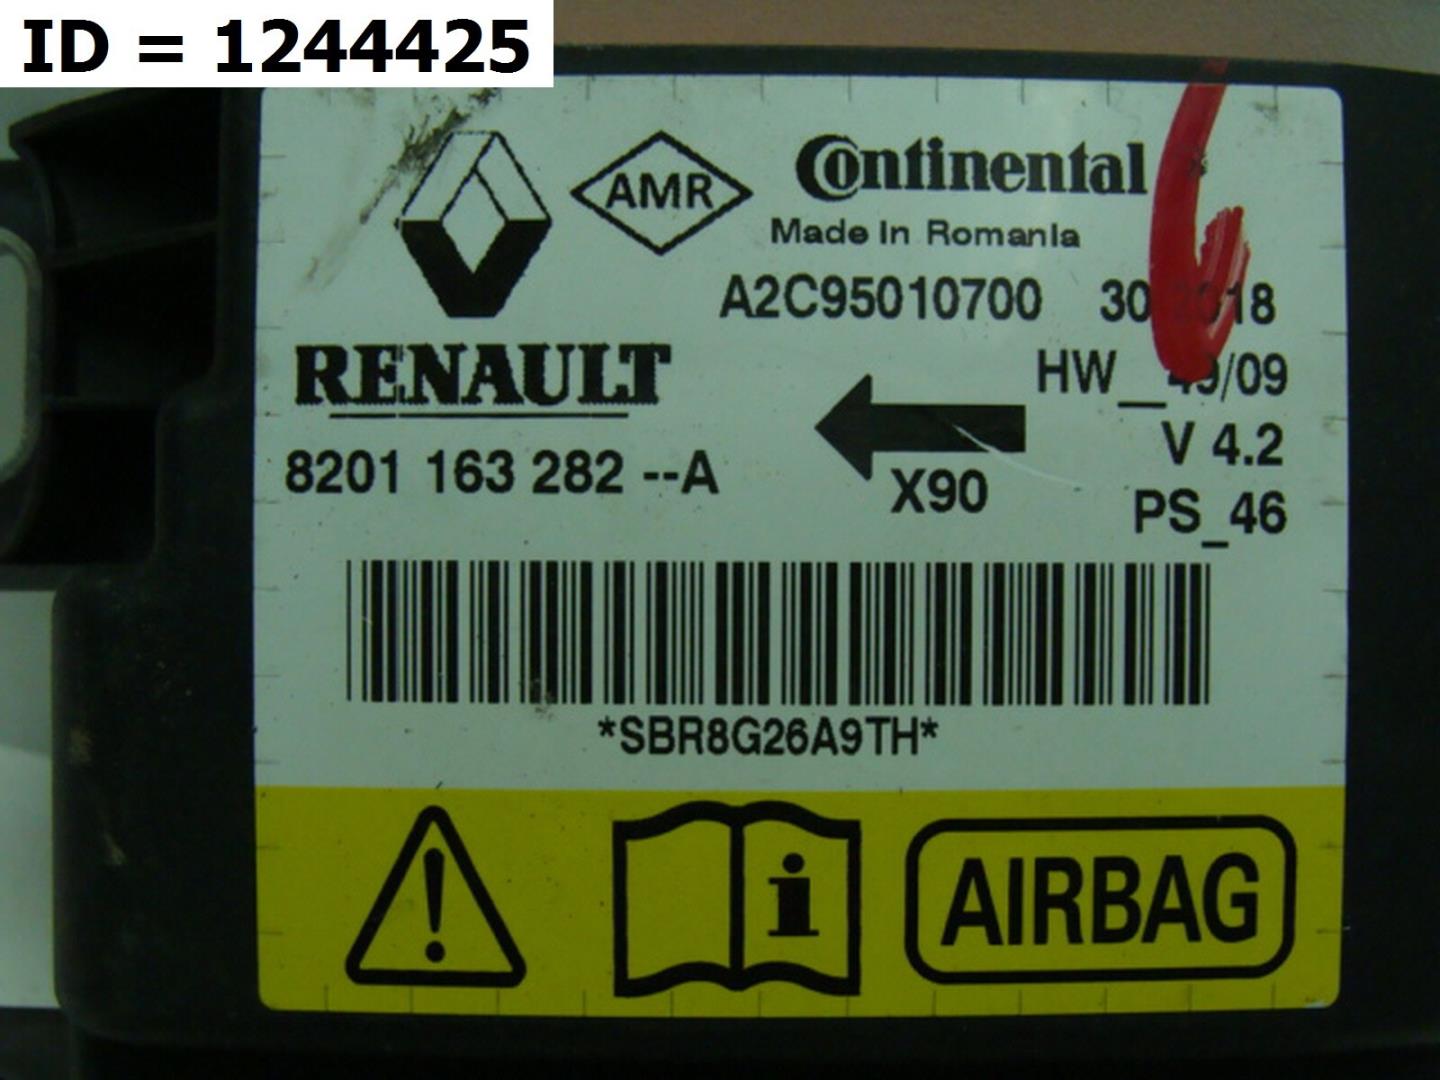 ID = 1244425
AMR
Continental
Made in Romania
A2C95010700
RENAULT
HW__49/09
8201 163 282 --A
X90
V 4.2
PS_46
*SBR8G26A9TH*
i
AIRBAG